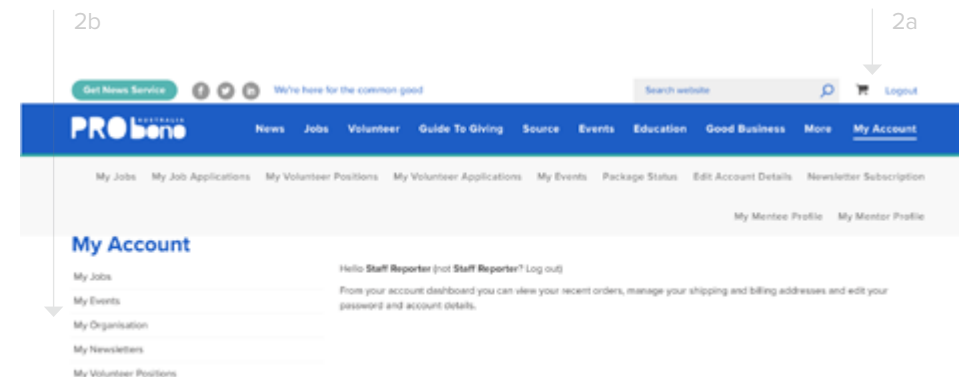 2b 2a
Get News Service We're here for the common good Search website Logout
PRO bono AUSTRALIA News Jobs Volunteer Guide To Giving Source Events Education Good Business More My Account
My Jobs My Job Applications My Volunteer Positions My Volunteer Applications My Events Package Status Edit Account Details Newsletter Subscription
My Mentee Profile My Mentor Profile
My Account
Hello Staff Reporter (not Staff Reporter? Log out)
My Jobs
From your account dashboard you can view your recent orders, manage your shipping and billing addresses and edit your
password and account details.
My Events
My Organisation
My Newsletters
My Volunteer Positions